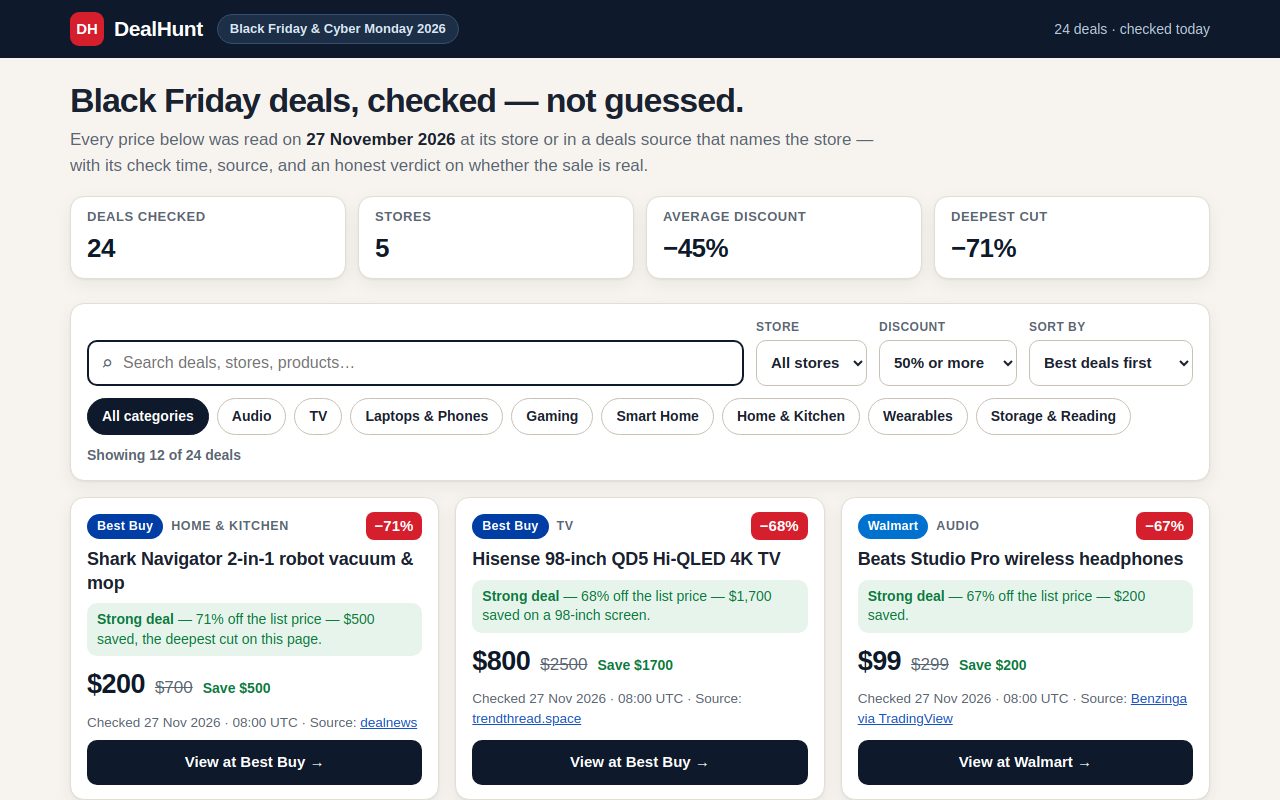 DH DealHunt Black Friday & Cyber Monday 2026 24 deals · checked today
Black Friday deals, checked — not guessed.
Every price below was read on 27 November 2026 at its store or in a deals source that names the store —
with its check time, source, and an honest verdict on whether the sale is real.
DEALS CHECKED
24
STORES
5
AVERAGE DISCOUNT
−45%
DEEPEST CUT
−71%
Search deals, stores, products…
STORE
All stores
DISCOUNT
50% or more
SORT BY
Best deals first
All categories Audio TV Laptops & Phones Gaming Smart Home Home & Kitchen Wearables Storage & Reading
Showing 12 of 24 deals
Best Buy HOME & KITCHEN −71%
Shark Navigator 2-in-1 robot vacuum &
mop
Strong deal — 71% off the list price — $500
saved, the deepest cut on this page.
$200 $700 Save $500
Checked 27 Nov 2026 · 08:00 UTC · Source: dealnews
View at Best Buy →
Best Buy TV −68%
Hisense 98-inch QD5 Hi-QLED 4K TV
Strong deal — 68% off the list price — $1,700
saved on a 98-inch screen.
$800 $2500 Save $1700
Checked 27 Nov 2026 · 08:00 UTC · Source:
trendthread.space
View at Best Buy →
Walmart AUDIO −67%
Beats Studio Pro wireless headphones
Strong deal — 67% off the list price — $200
saved.
$99 $299 Save $200
Checked 27 Nov 2026 · 08:00 UTC · Source: Benzinga
via TradingView
View at Walmart →